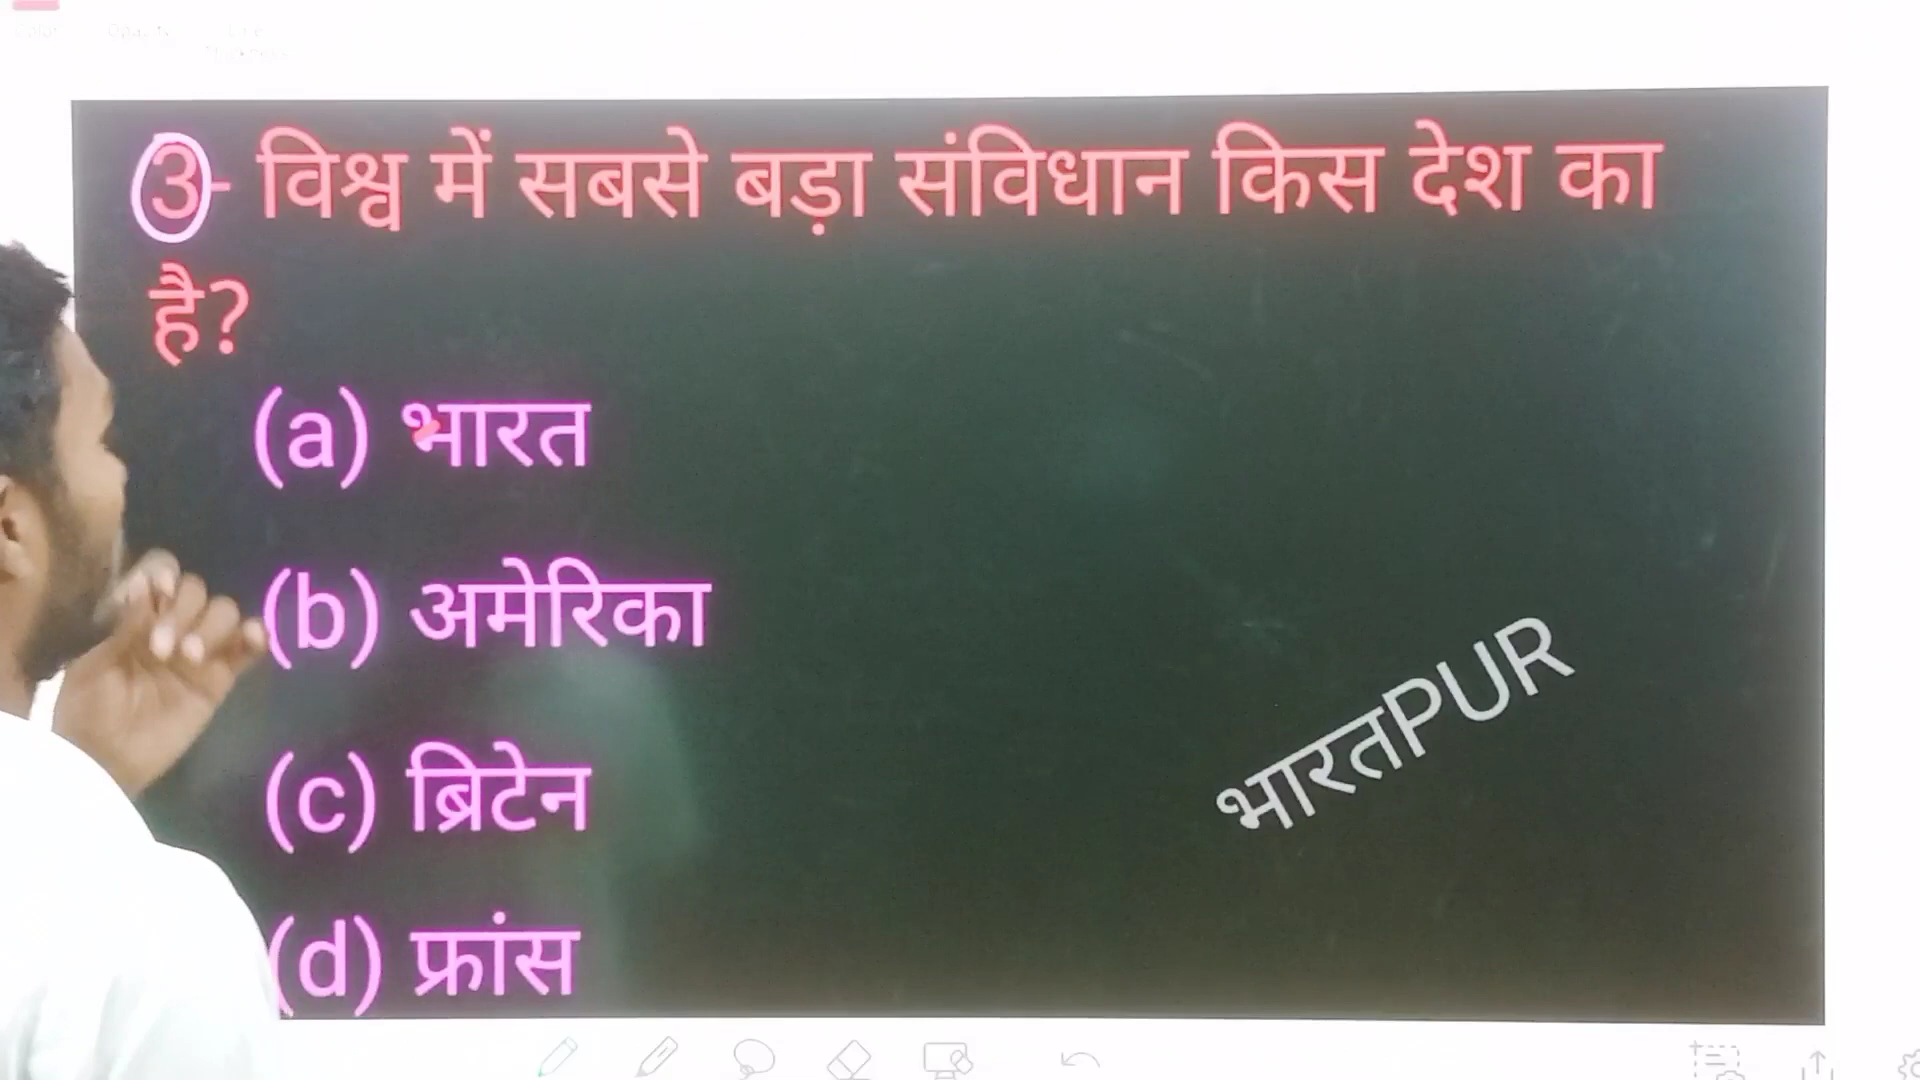 3- विश्व में सबसे बड़ा संविधान किस देश का
है?
(a) भारत
(b) अमेरिका
(c) ब्रिटेन
(d) फ्रांस
भारतPUR